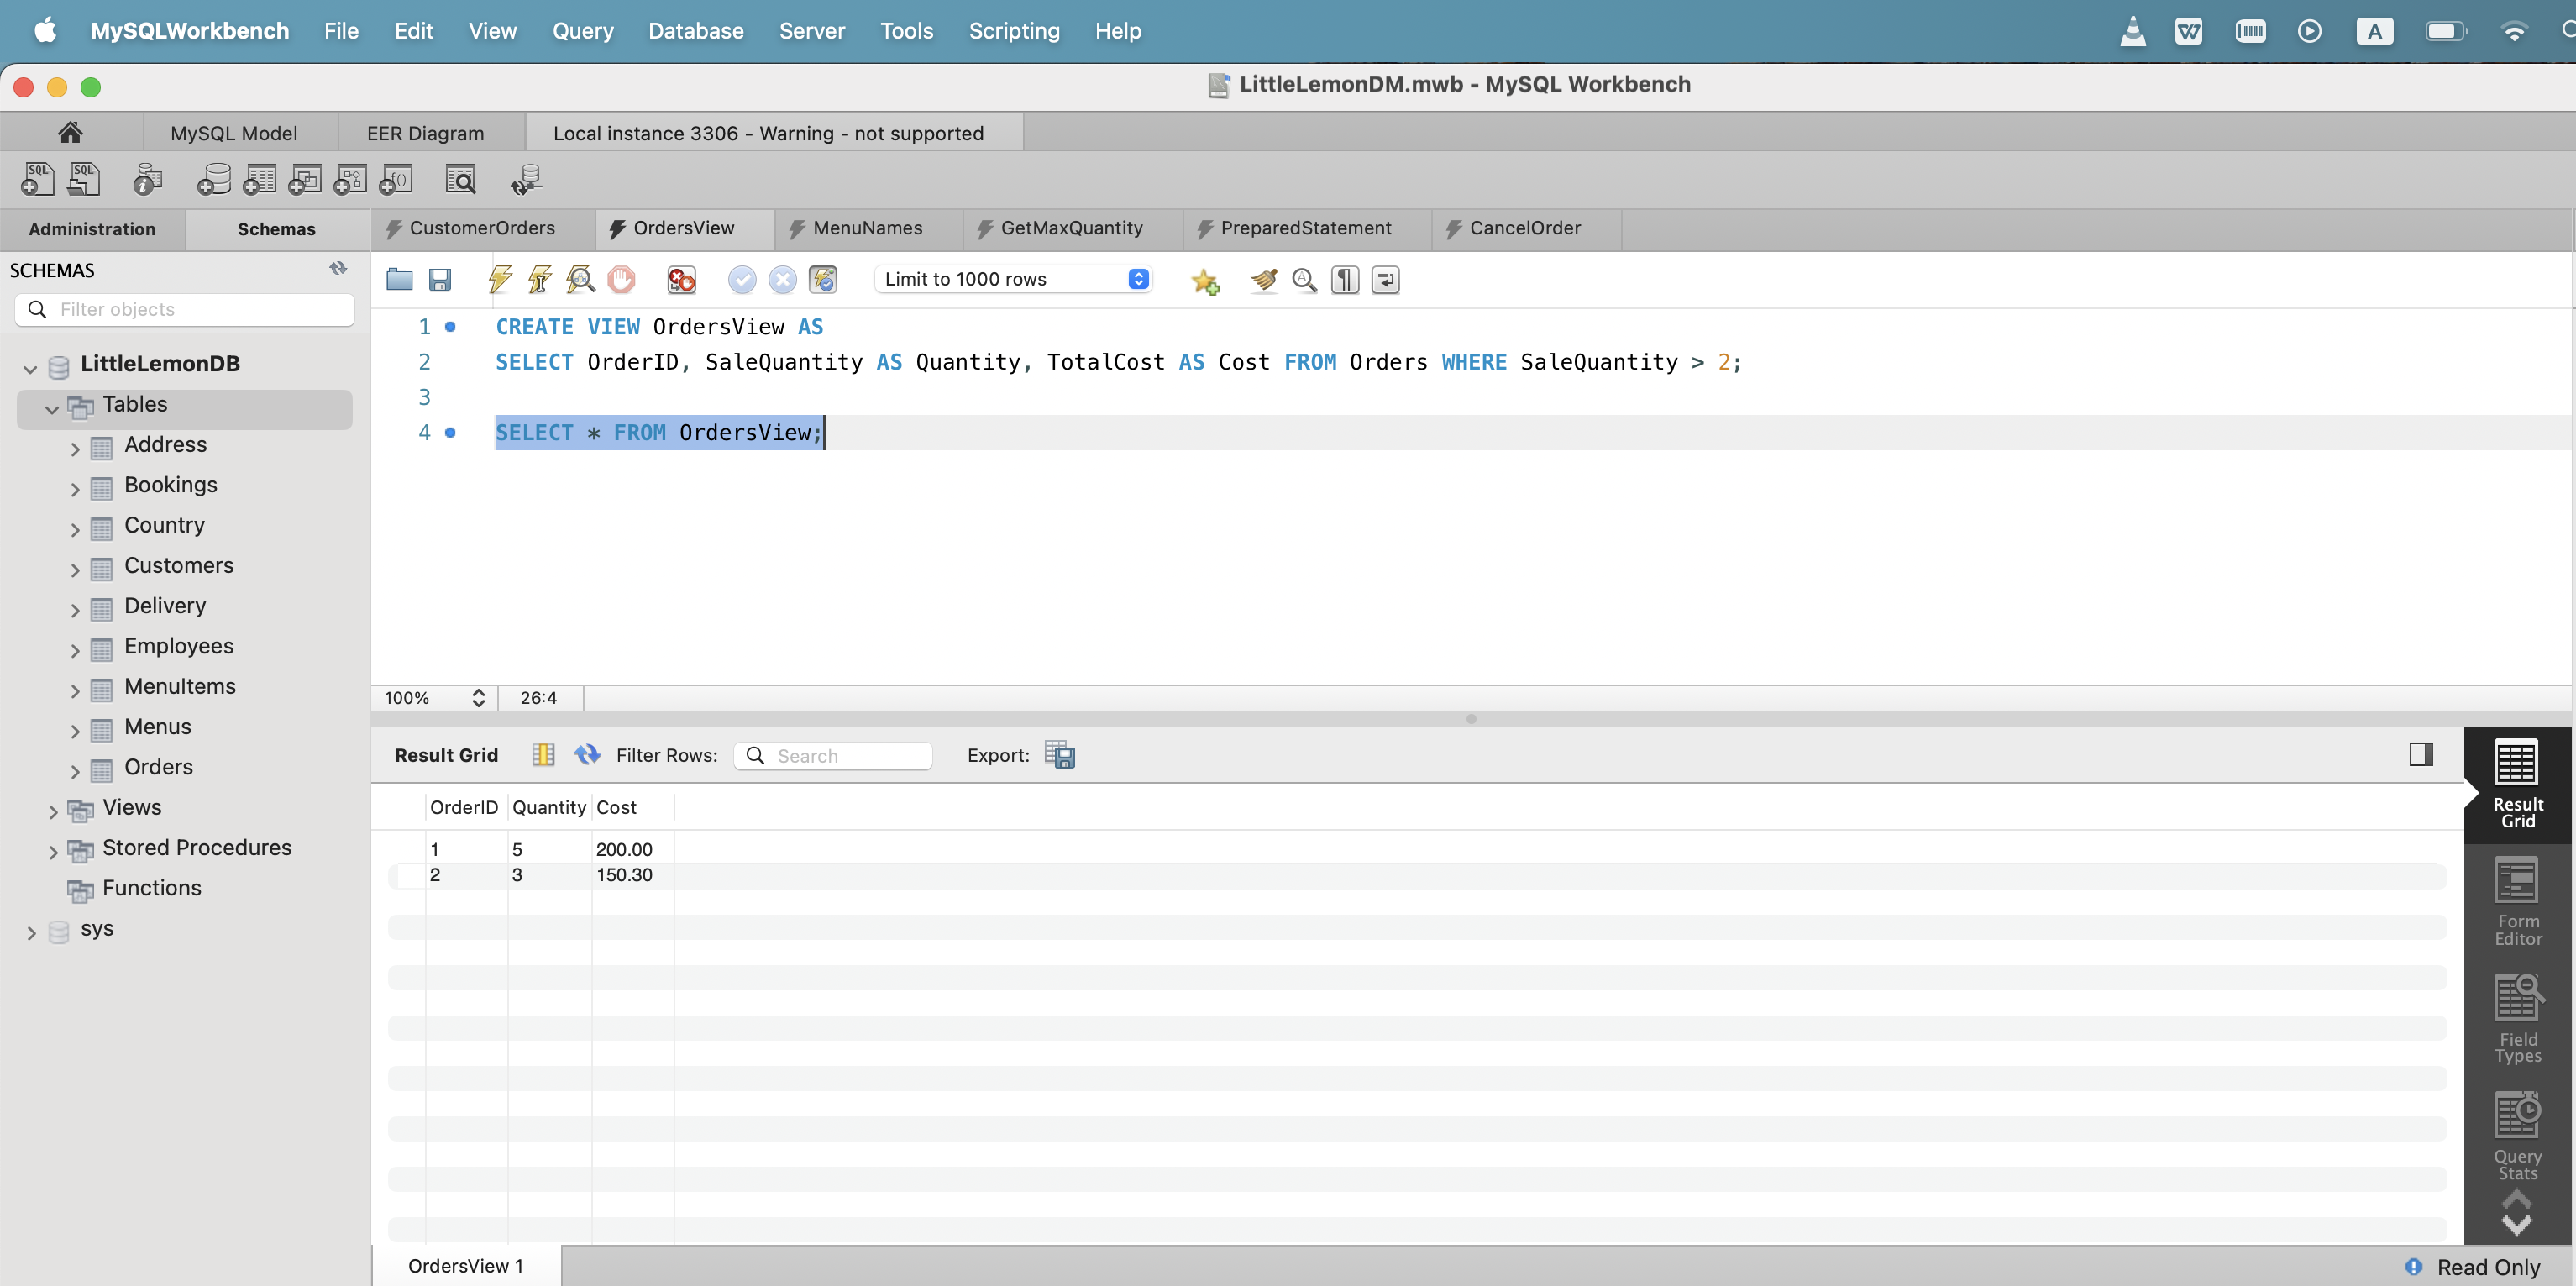 MySQLWorkbench File Edit View Query Database Server Tools Scripting Help A
LittleLemonDM.mwb - MySQL Workbench
MySQL Model EER Diagram Local instance 3306 - Warning - not supported
SQL SQL
Administration Schemas CustomerOrders OrdersView MenuNames GetMaxQuantity PreparedStatement CancelOrder
SCHEMAS
Limit to 1000 rows
Filter objects
1 CREATE VIEW OrdersView AS
2 SELECT OrderID, SaleQuantity AS Quantity, TotalCost AS Cost FROM Orders WHERE SaleQuantity > 2;
3
4 SELECT * FROM OrdersView;
LittleLemonDB
Tables
Address
Bookings
Country
Customers
Delivery
Employees
MenuItems
Menus
Orders
Views
Stored Procedures
Functions
sys
100% 26:4
Result Grid Filter Rows: Search Export:
OrderID Quantity Cost
1 5 200.00
2 3 150.30
Result
Grid
Form
Editor
Field
Types
Query
Stats
OrdersView 1
Read Only